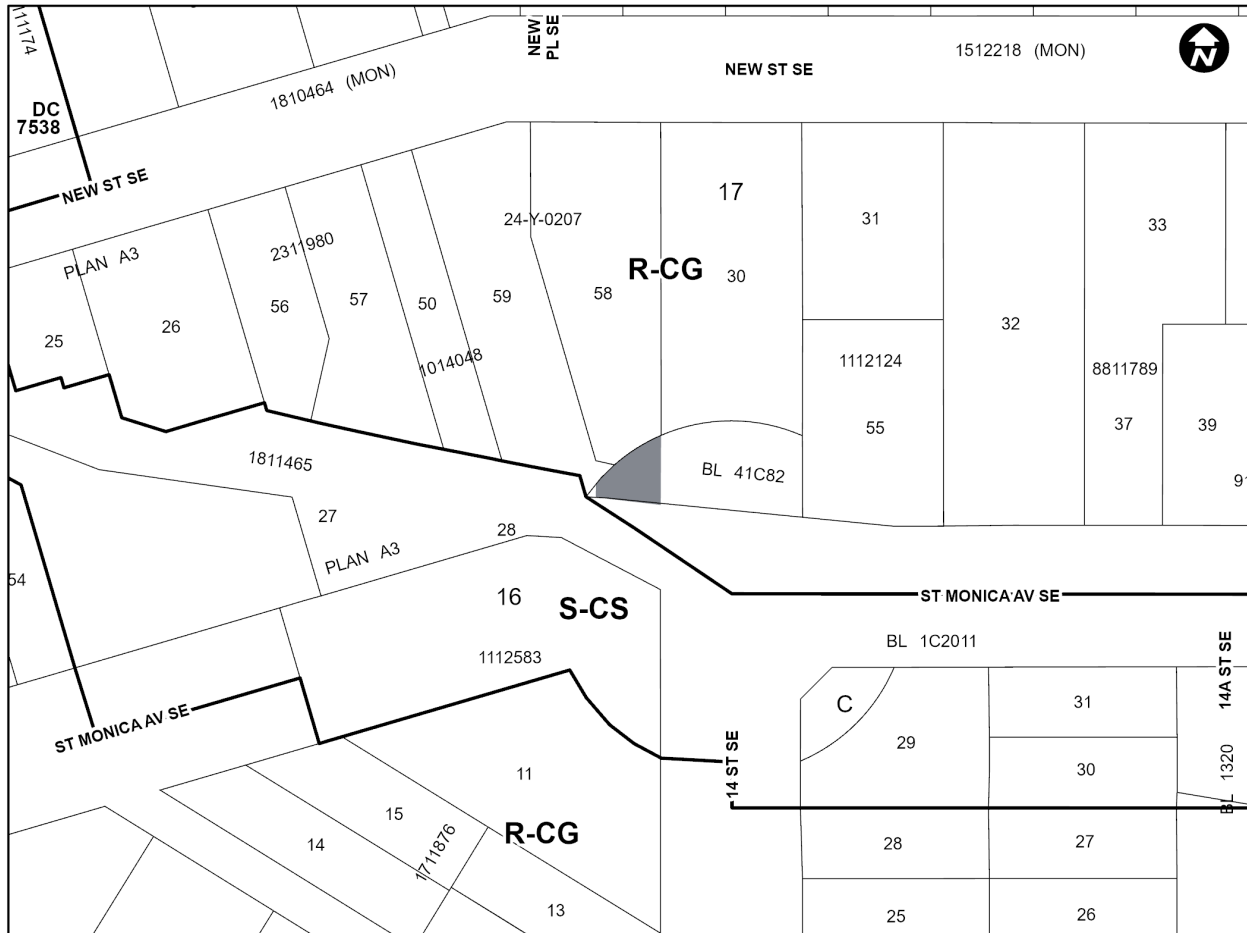 111174
NEW
PL SE
1512218 (MON)
N
NEW ST SE
1810464 (MON)
DC
7538
NEW ST SE
17
24-Y-0207
31
33
2311980
PLAN A3
R-CG
30
56
57
50
59
58
25
26
32
1014048
1112124
8811789
55
37
39
1811465
BL 41C82
91
27
28
PLAN A3
54
16
S-CS
ST MONICA AV SE
BL 1C2011
1112583
14A ST SE
C
31
ST MONICA AV SE
29
11
14 ST SE
30
BL 1320
15
R-CG
14
1711876
28
27
13
25
26